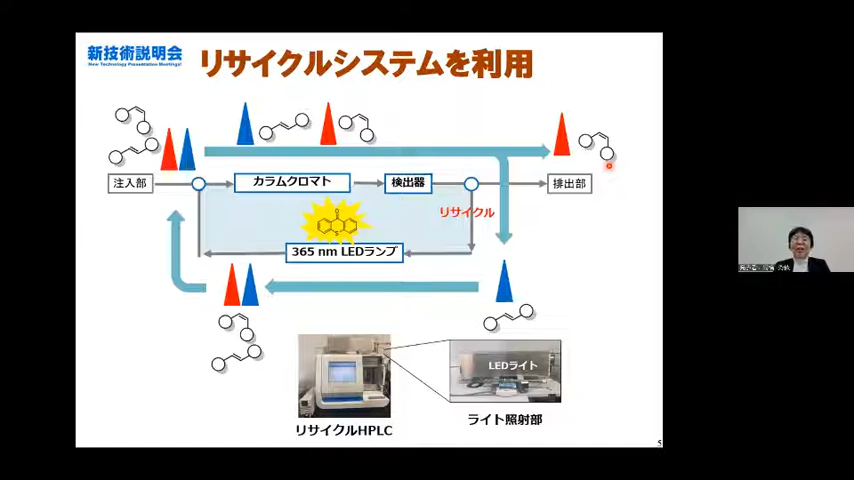 新技術説明会
New Technology Presentation Meetings!
リサイクルシステムを利用
注入部
カラムクロマト
検出器
排出部
リサイクル
O
S
365 nm LEDランプ
LEDライト
リサイクルHPLC
ライト照射部
5